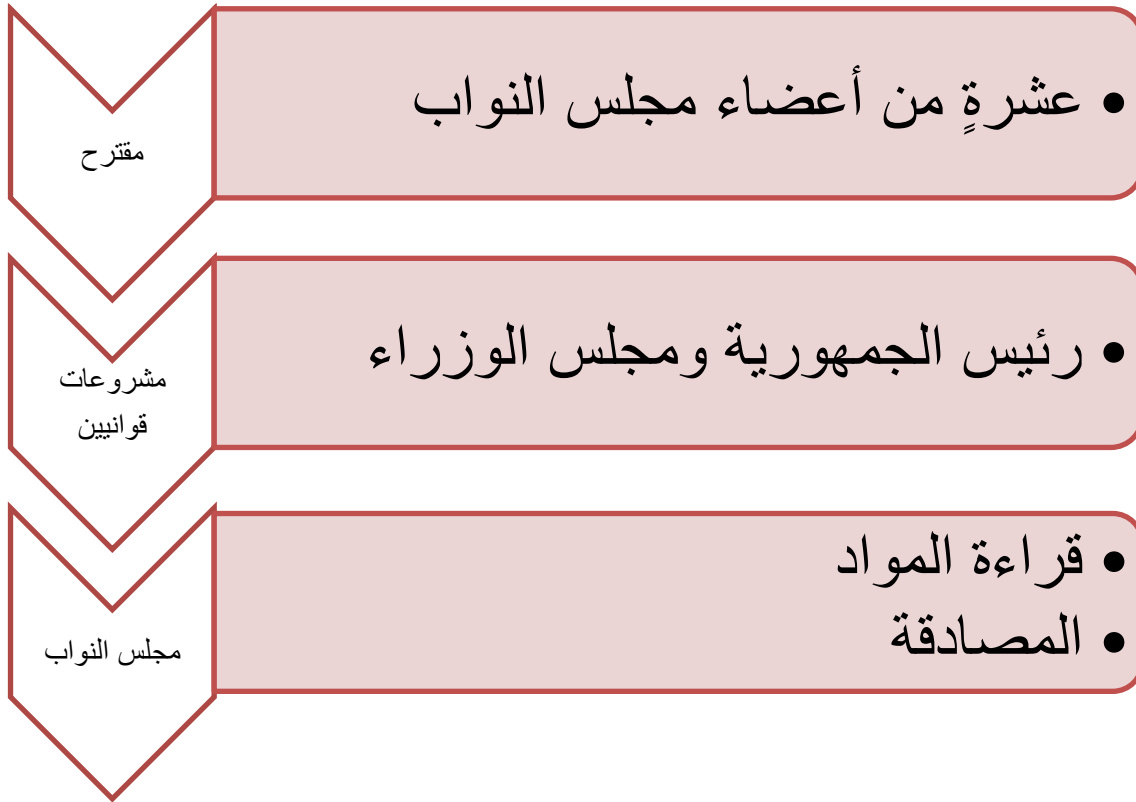 مقترح
• عشرةٍ من أعضاء مجلس النواب
مشروعات
قوانيين
• رئيس الجمهورية ومجلس الوزراء
مجلس النواب
• قراءة المواد
• المصادقة